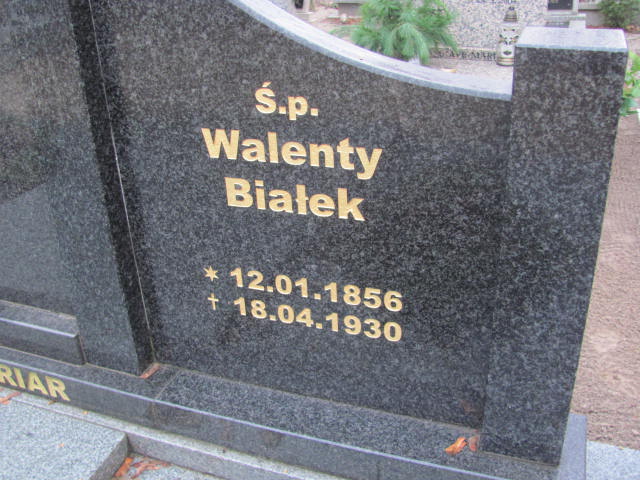 Ś.p.
Walenty
Białek
* 12.01.1856
† 18.04.1930
RIAR